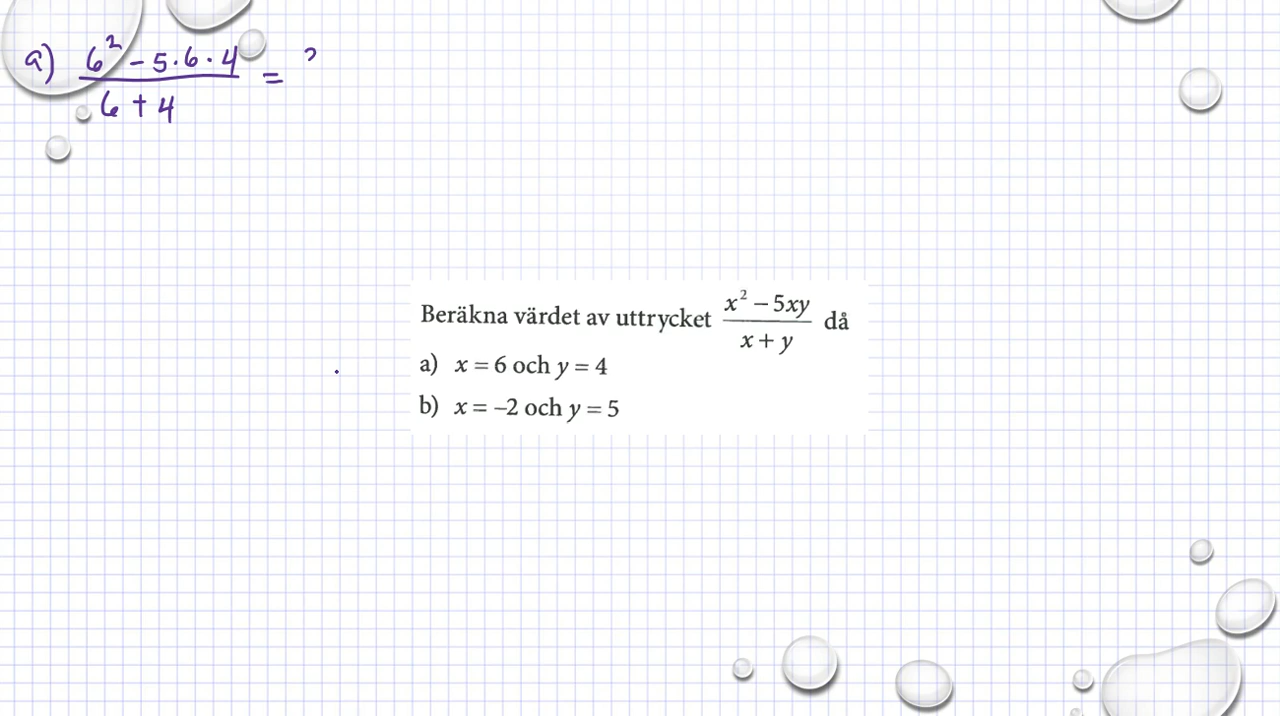 a) (6² − 5·6·4)/(6 + 4) = ?
Beräkna värdet av uttrycket (x² − 5xy)/(x + y) då
a) x = 6 och y = 4
b) x = −2 och y = 5